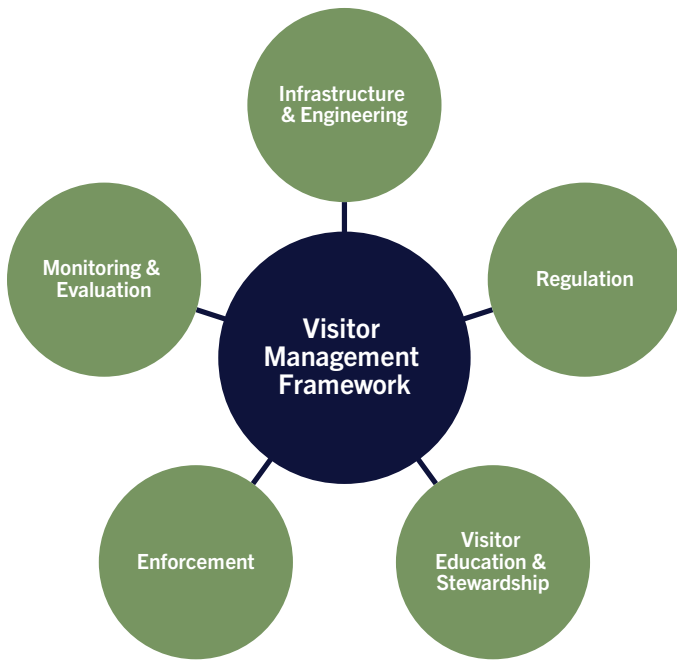 Infrastructure
& Engineering
Regulation
Visitor
Education &
Stewardship
Enforcement
Monitoring &
Evaluation
Visitor
Management
Framework